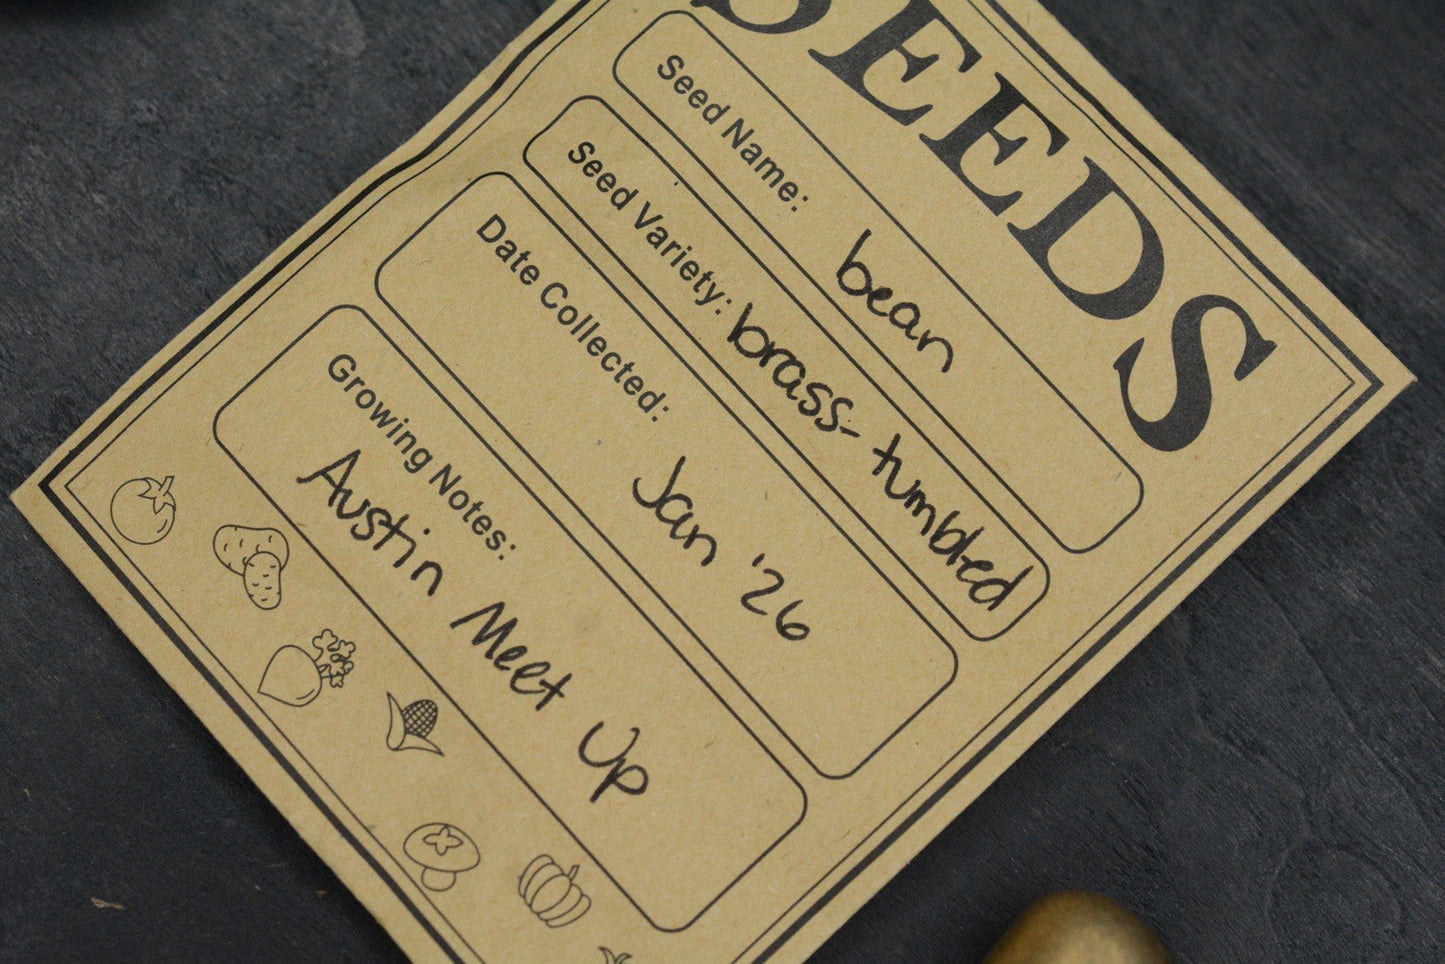 SEEDS
Seed Name: bean
Seed Variety: brass-tumbled
Date Collected:
Jan '26
Growing Notes:
Austin Meet Up